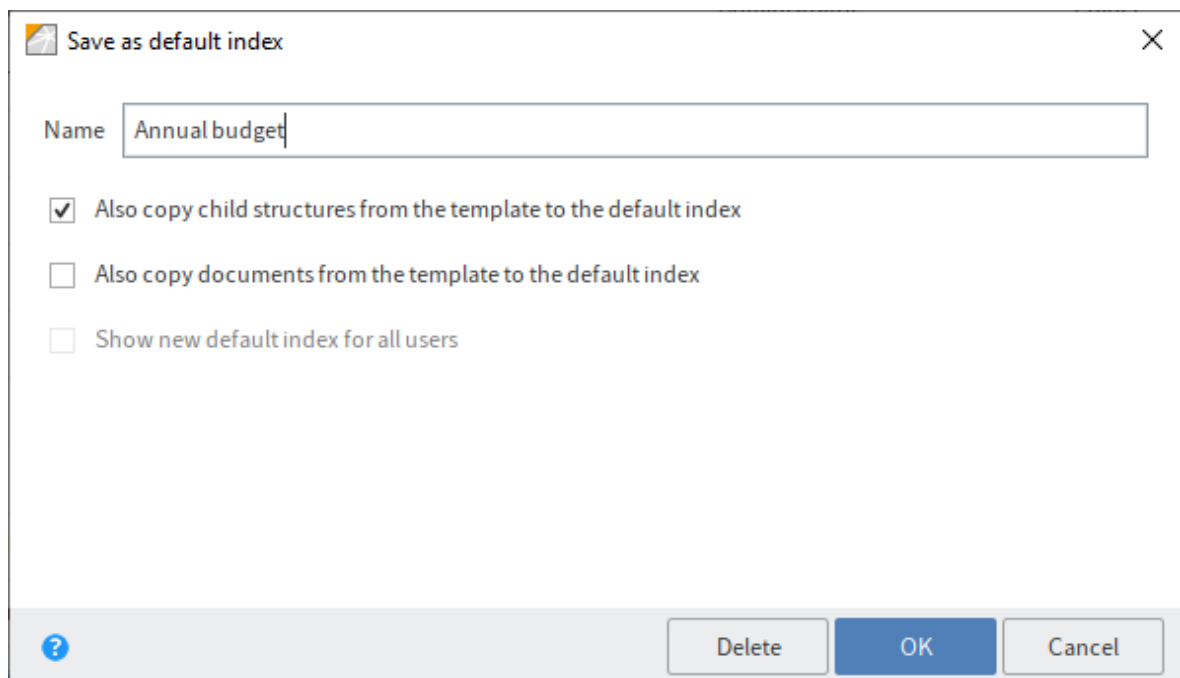 Save as default index
Name Annual budget
Also copy child structures from the template to the default index
Also copy documents from the template to the default index
Show new default index for all users
? Delete OK Cancel